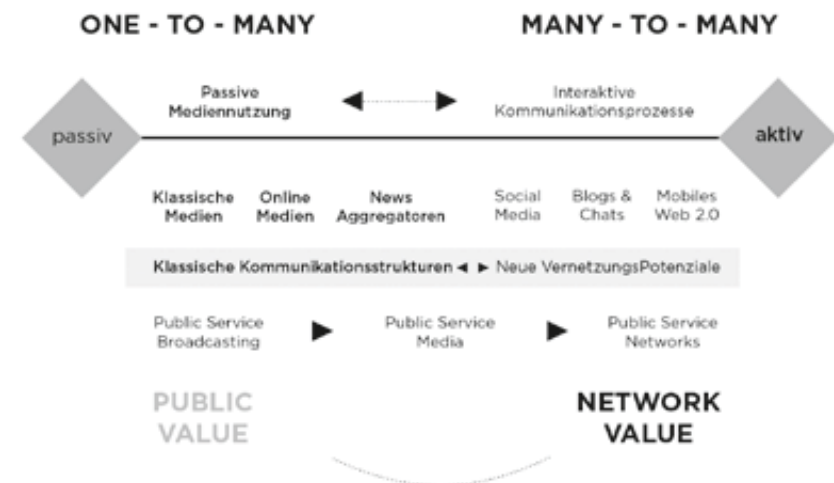 ONE - TO - MANY MANY - TO - MANY
Passive Interaktive
Mediennutzung Kommunikationsprozesse
passiv aktiv
Klassische Online News Social Blogs & Mobiles
Medien Medien Aggregatoren Media Chats Web 2.0
Klassische Kommunikationsstrukturen ◄ ► Neue VernetzungsPotenziale
Public Service Public Service Public Service
Broadcasting Media Networks
PUBLIC NETWORK
VALUE VALUE